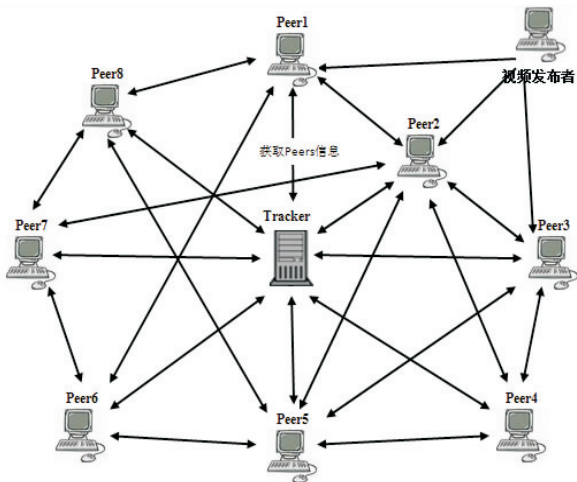 Peer1
视频发布者
Peer8
Peer2
获取Peers信息
Tracker
Peer7
Peer3
Peer6
Peer5
Peer4